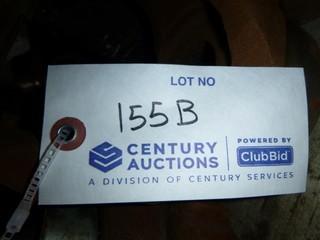 LOT NO
155B
CENTURY AUCTIONS
POWERED BY
ClubBid
A DIVISION OF CENTURY SERVICES